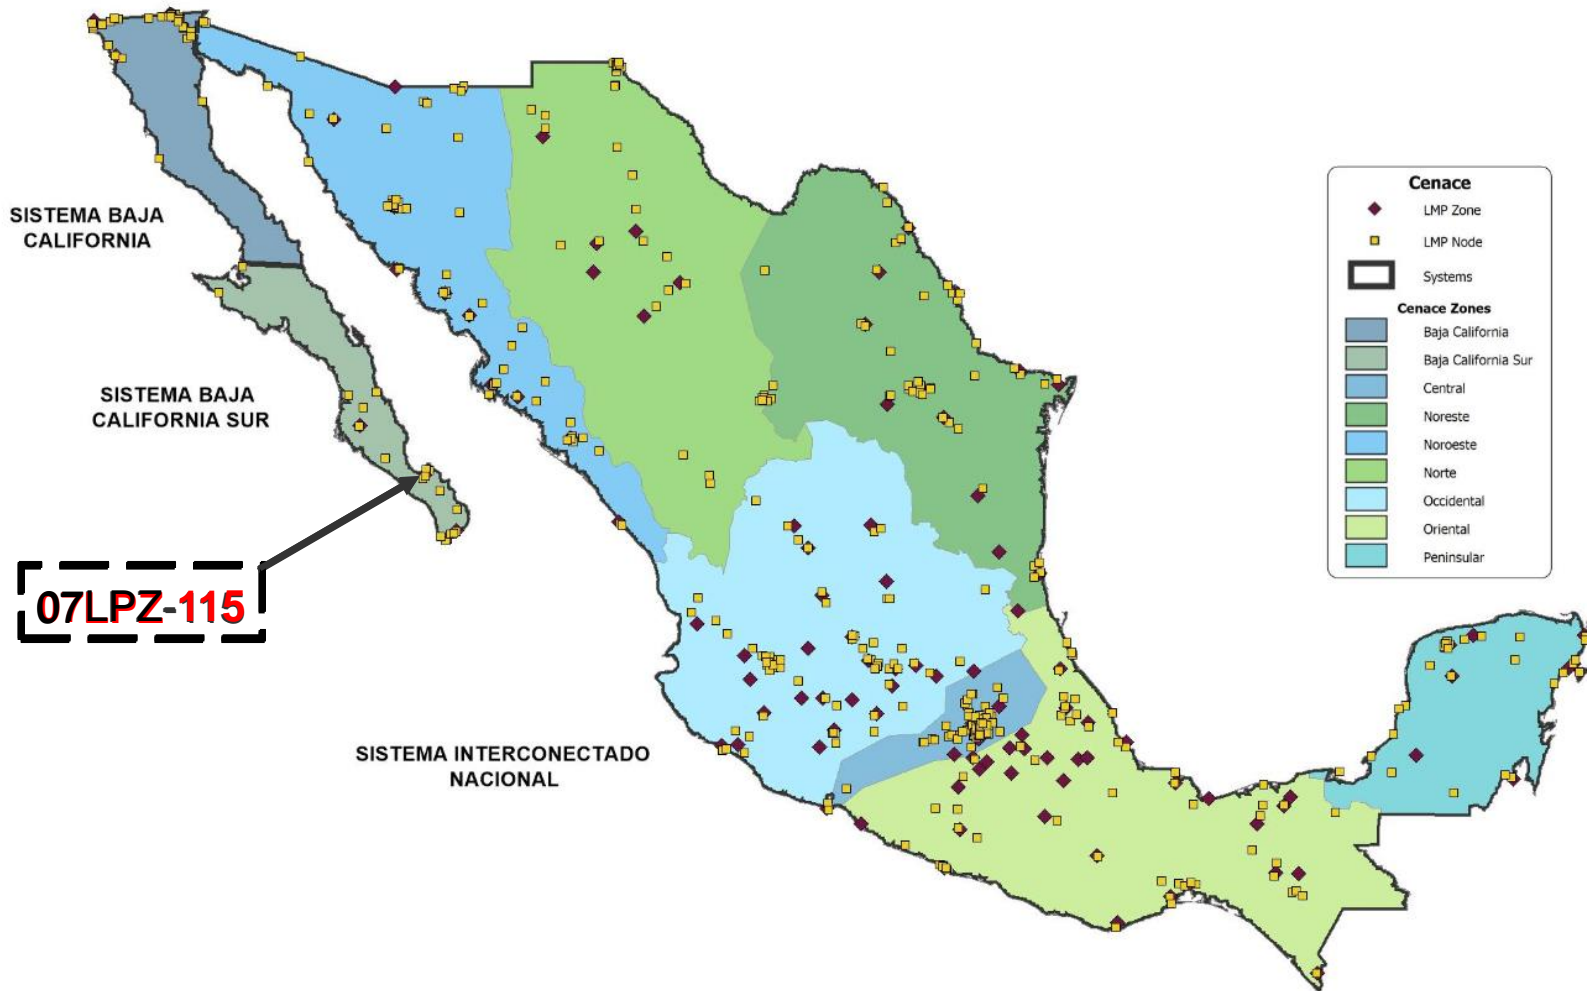 SISTEMA BAJA
CALIFORNIA
SISTEMA BAJA
CALIFORNIA SUR
07LPZ-115
SISTEMA INTERCONECTADO
NACIONAL
Cenace
LMP Zone
LMP Node
Systems
Cenace Zones
Baja California
Baja California Sur
Central
Noreste
Noroeste
Norte
Occidental
Oriental
Peninsular